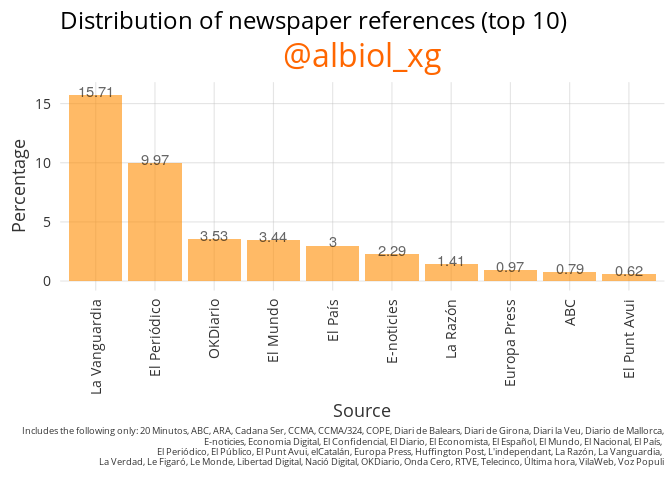 Distribution of newspaper references (top 10)
@albiol_xg
Percentage
15
10
5
0
15.71
9.97
3.53
3.44
3
2.29
1.41
0.97
0.79
0.62
La Vanguardia
El Periódico
OKDiario
El Mundo
El País
E-noticies
La Razón
Europa Press
ABC
El Punt Avui
Source
Includes the following only: 20 Minutos, ABC, ARA, Cadana Ser, CCMA, CCMA/324, COPE, Diari de Balears, Diari de Girona, Diari la Veu, Diario de Mallorca,
E-noticies, Economia Digital, El Confidencial, El Diario, El Economista, El Español, El Mundo, El Nacional, El País,
El Periódico, El Público, El Punt Avui, elCatalán, Europa Press, Huffington Post, L'independant, La Razón, La Vanguardia,
La Verdad, Le Figaró, Le Monde, Libertad Digital, Nació Digital, OKDiario, Onda Cero, RTVE, Telecinco, Última hora, VilaWeb, Voz Populi